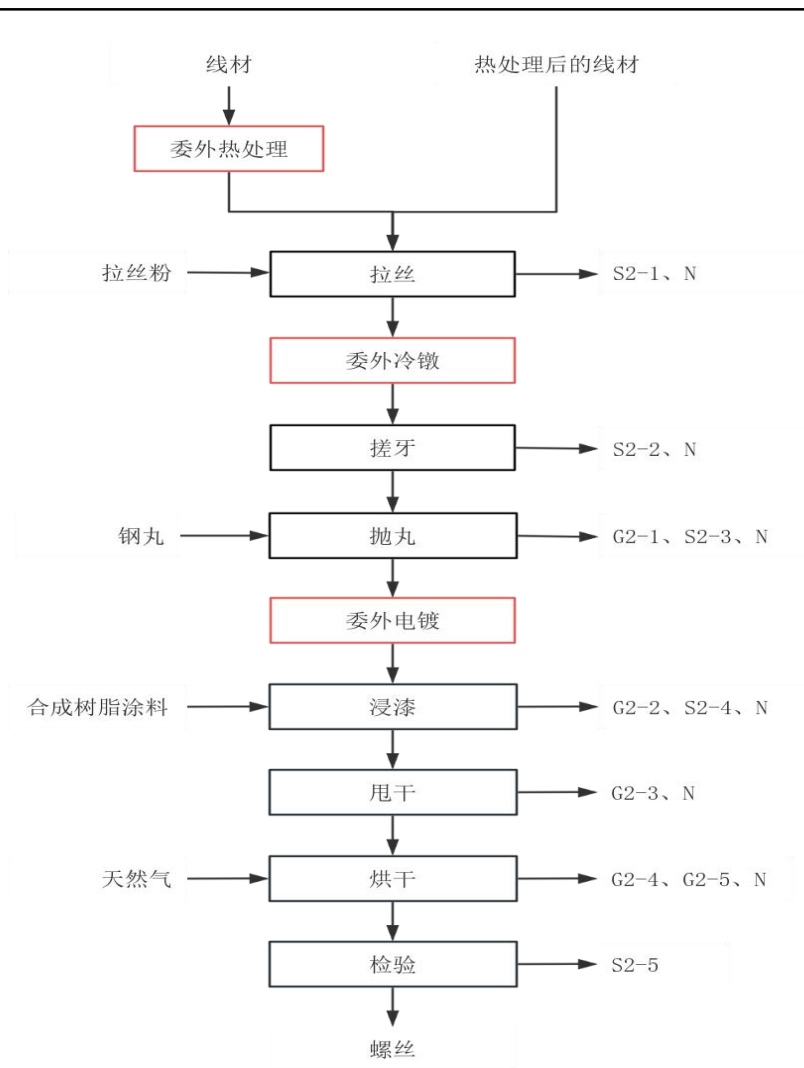 线材 热处理后的线材
委外热处理
拉丝粉 拉丝 S2-1、N
委外冷镦
搓牙 S2-2、N
钢丸 抛丸 G2-1、S2-3、N
委外电镀
合成树脂涂料 浸漆 G2-2、S2-4、N
甩干 G2-3、N
天然气 烘干 G2-4、G2-5、N
检验 S2-5
螺丝